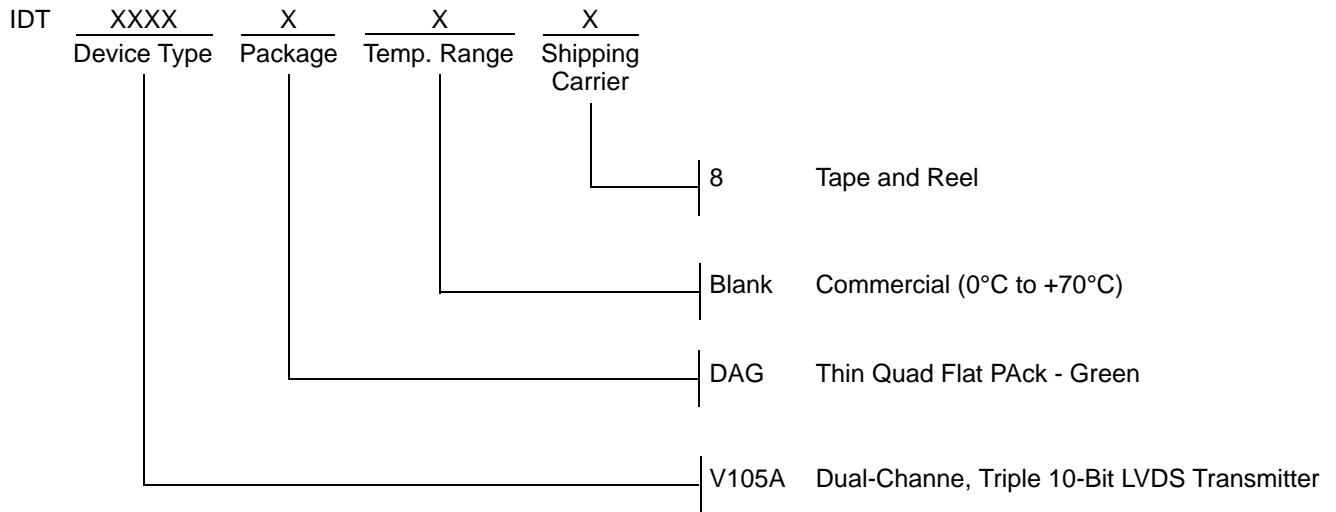 IDT XXXX X X X
Device Type Package Temp. Range Shipping
Carrier
8 Tape and Reel
Blank Commercial (0°C to +70°C)
DAG Thin Quad Flat PAck - Green
V105A Dual-Channe, Triple 10-Bit LVDS Transmitter